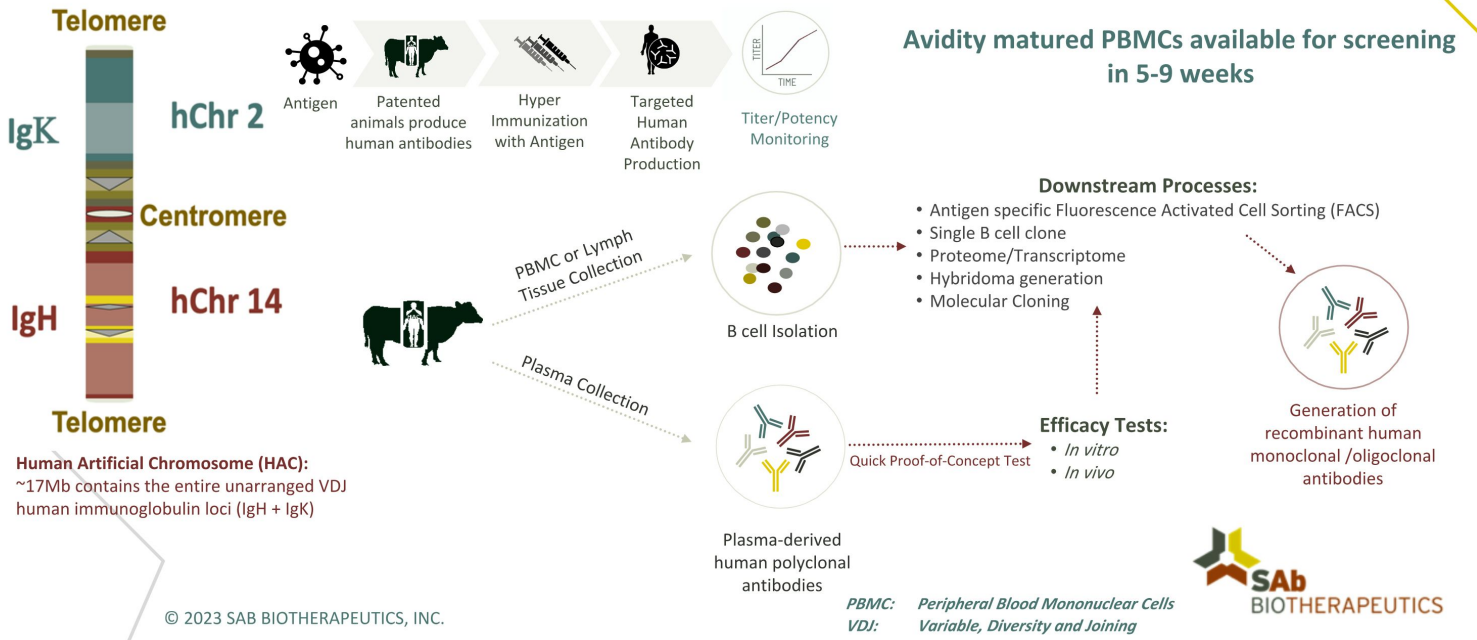 Telomere
IgK
hChr 2
Centromere
IgH
hChr 14
Telomere
Human Artificial Chromosome (HAC):
~17Mb contains the entire unarranged VDJ
human immunoglobulin loci (IgH + IgK)
Antigen
Patented
animals produce
human antibodies
Hyper
Immunization
with Antigen
Targeted
Human
Antibody
Production
TITER
TIME
Titer/Potency
Monitoring
Avidity matured PBMCs available for screening
in 5-9 weeks
PBMC or Lymph
Tissue Collection
Plasma Collection
B cell Isolation
Downstream Processes:
• Antigen specific Fluorescence Activated Cell Sorting (FACS)
• Single B cell clone
• Proteome/Transcriptome
• Hybridoma generation
• Molecular Cloning
Plasma-derived
human polyclonal
antibodies
Quick Proof-of-Concept Test
Efficacy Tests:
• In vitro
• In vivo
Generation of
recombinant human
monoclonal /oligoclonal
antibodies
SAb
BIOTHERAPEUTICS
© 2023 SAB BIOTHERAPEUTICS, INC.
PBMC: Peripheral Blood Mononuclear Cells
VDJ: Variable, Diversity and Joining